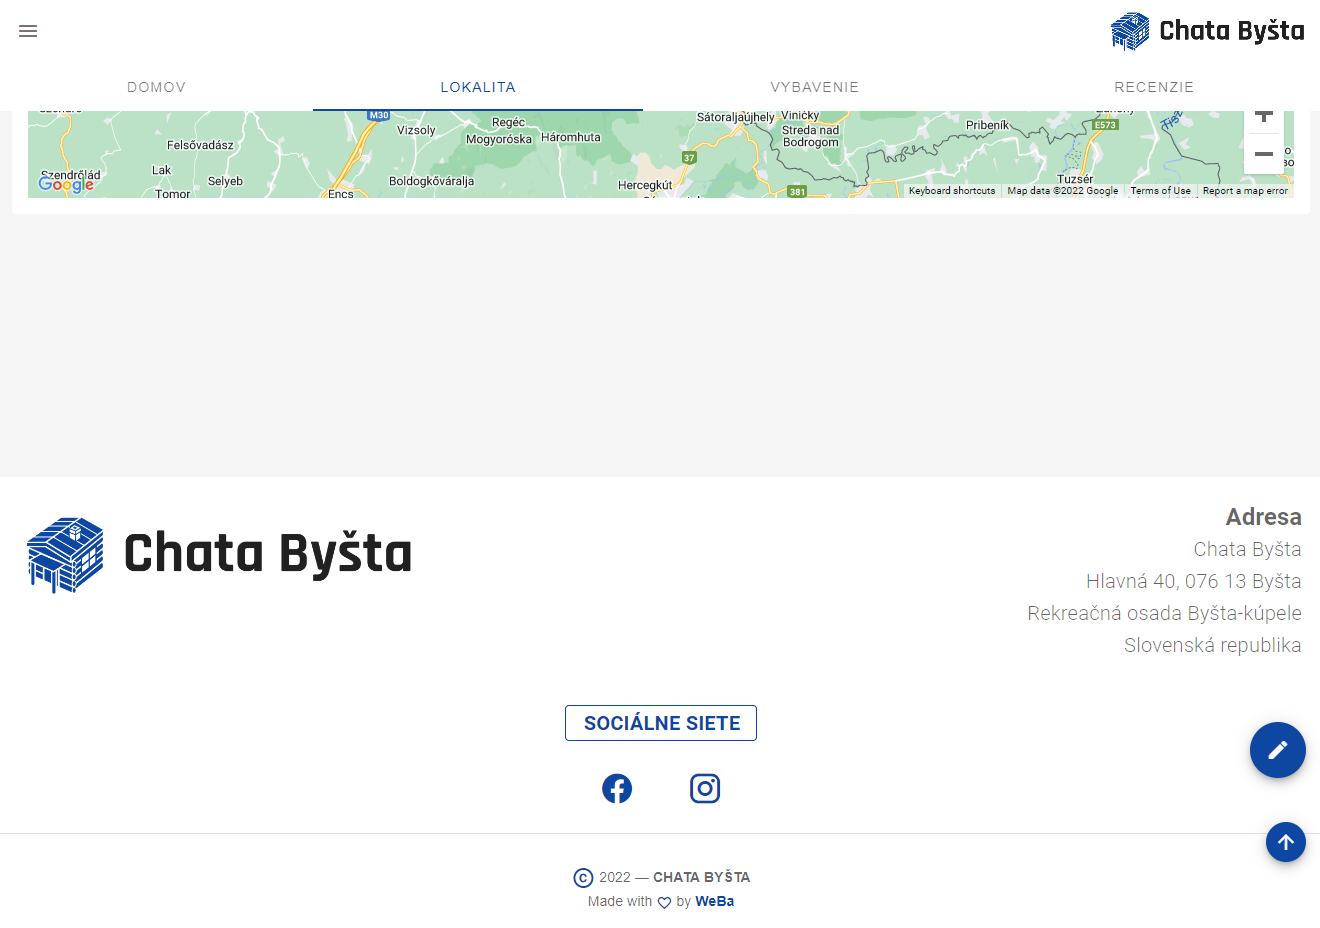 Chata Byšta
DOMOV
LOKALITA
VYBAVENIE
RECENZIE
M30
Vizsoly
Regéc
Mogyoróska
Háromhuta
Sátoraljaújhely
Viničky
Streda nad
Bodrogom
Pribeník
E573
Felsővadász
37
Lak
Szendrőlád
Selyeb
Boldogkőváralja
Hercegkút
Tuzsér
Tomor
Encs
381
Google
Keyboard shortcuts
Map data ©2022 Google
Terms of Use
Report a map error
Chata Byšta
Adresa
Chata Byšta
Hlavná 40, 076 13 Byšta
Rekreačná osada Byšta-kúpele
Slovenská republika
SOCIÁLNE SIETE
© 2022 — CHATA BYŠTA
Made with ♡ by WeBa